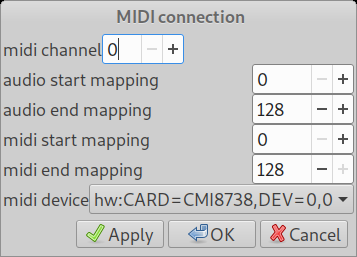 MIDI connection
midi channel 0
audio start mapping 0
audio end mapping 128
midi start mapping 0
midi end mapping 128
midi device hw:CARD=CMI8738,DEV=0,0
Apply OK Cancel